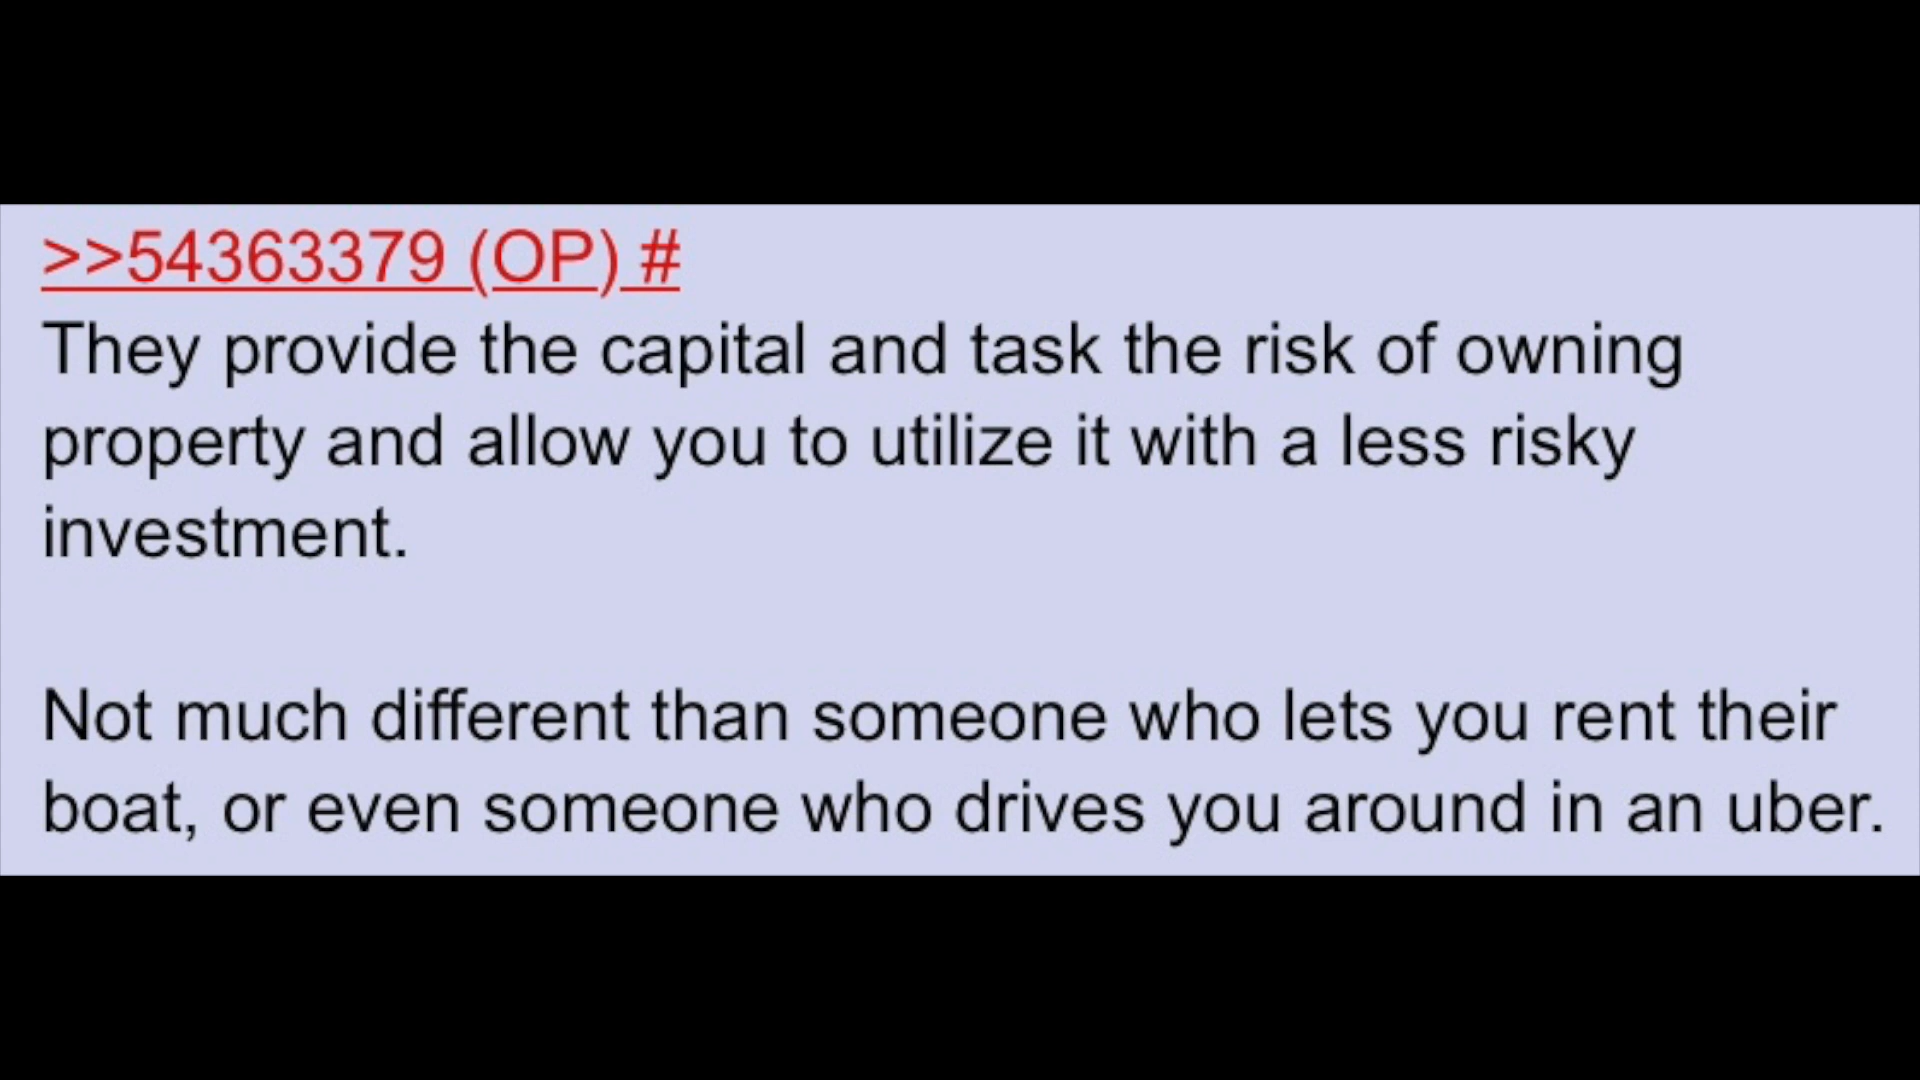 >>54363379 (OP) #
They provide the capital and task the risk of owning
property and allow you to utilize it with a less risky
investment.
Not much different than someone who lets you rent their
boat, or even someone who drives you around in an uber.